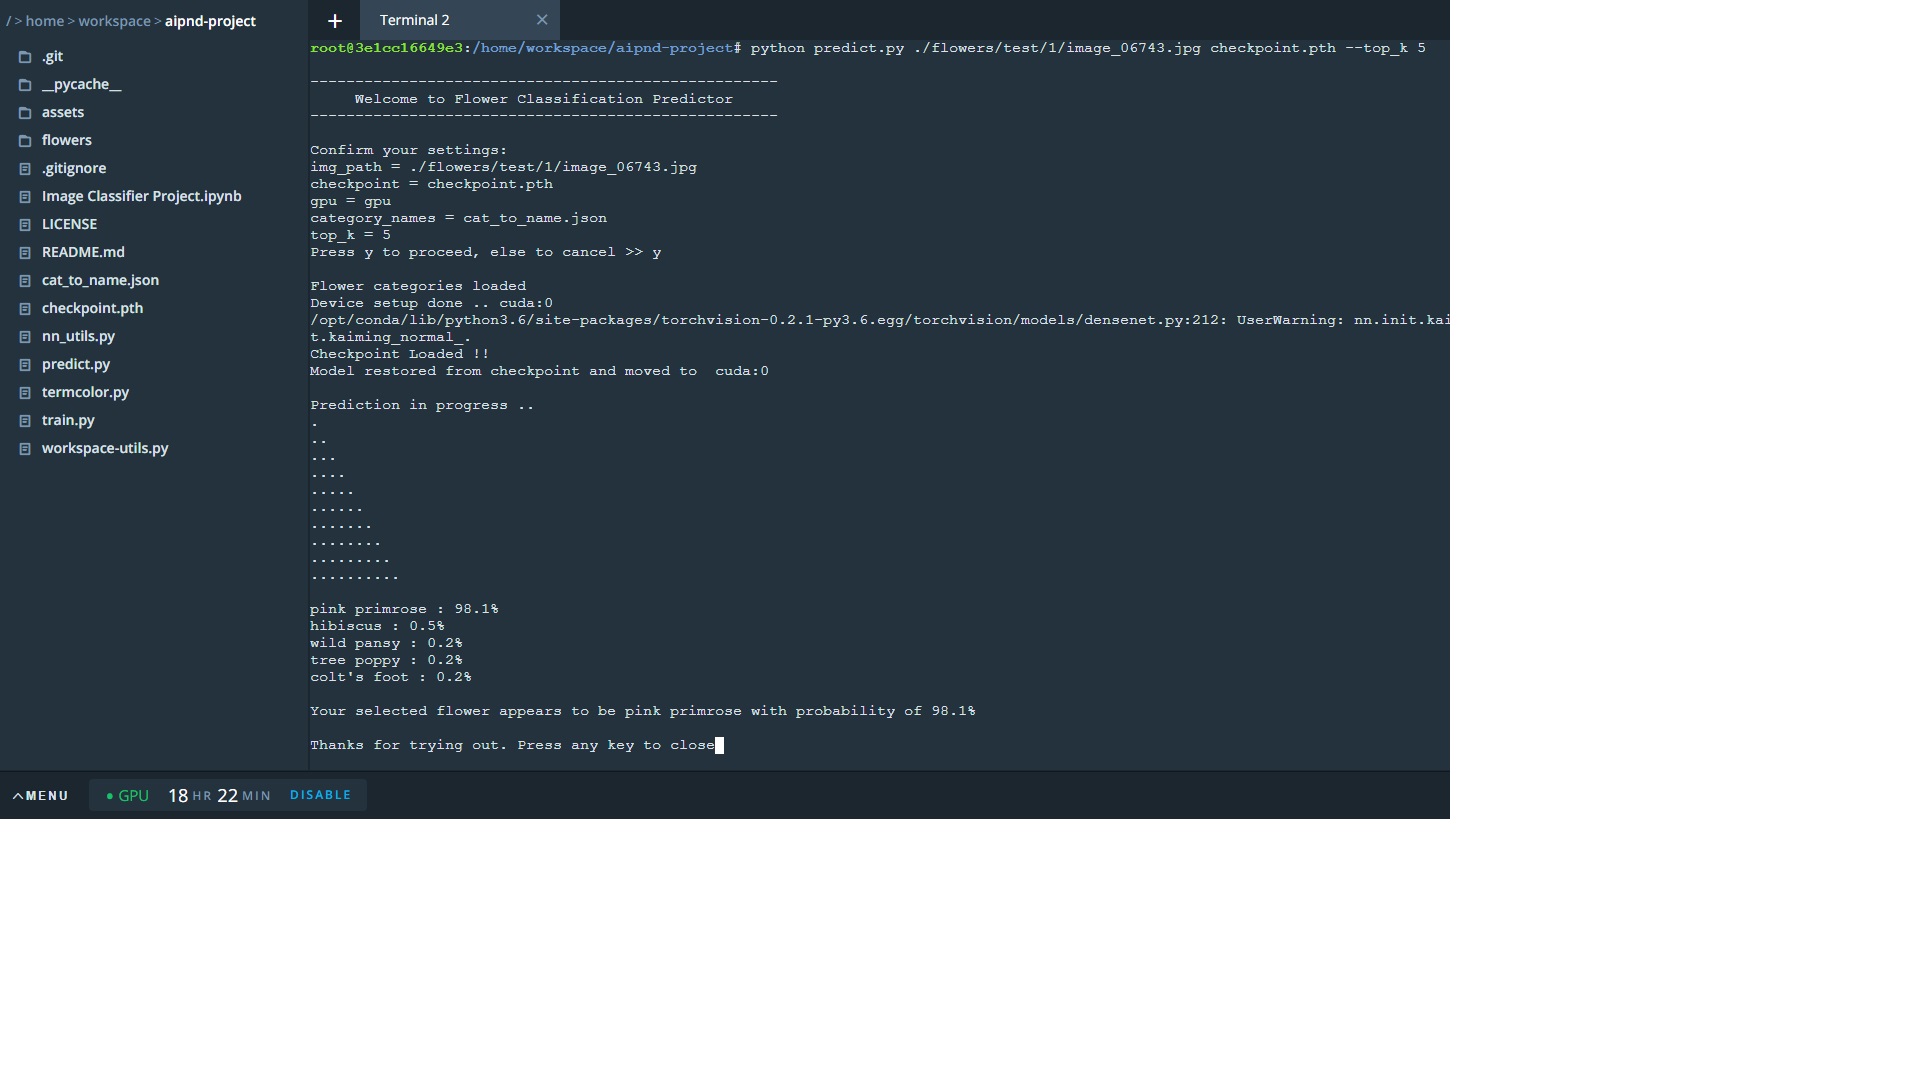 / > home > workspace > aipnd-project
.git
__pycache__
assets
flowers
.gitignore
Image Classifier Project.ipynb
LICENSE
README.md
cat_to_name.json
checkpoint.pth
nn_utils.py
predict.py
termcolor.py
train.py
workspace-utils.py
+ Terminal 2 ×
root@3e1cc16649e3:/home/workspace/aipnd-project# python predict.py ./flowers/test/1/image_06743.jpg checkpoint.pth --top_k 5
----------------------------------------------------
Welcome to Flower Classification Predictor
----------------------------------------------------
Confirm your settings:
img_path = ./flowers/test/1/image_06743.jpg
checkpoint = checkpoint.pth
gpu = gpu
category_names = cat_to_name.json
top_k = 5
Press y to proceed, else to cancel >> y
Flower categories loaded
Device setup done .. cuda:0
/opt/conda/lib/python3.6/site-packages/torchvision-0.2.1-py3.6.egg/torchvision/models/densenet.py:212: UserWarning: nn.init.kai
t.kaiming_normal_.
Checkpoint Loaded !!
Model restored from checkpoint and moved to  cuda:0
Prediction in progress ..
.
..
...
....
.....
......
.......
........
.........
..........
pink primrose : 98.1%
hibiscus : 0.5%
wild pansy : 0.2%
tree poppy : 0.2%
colt's foot : 0.2%
Your selected flower appears to be pink primrose with probability of 98.1%
Thanks for trying out. Press any key to close
MENU
GPU 18 HR 22 MIN DISABLE